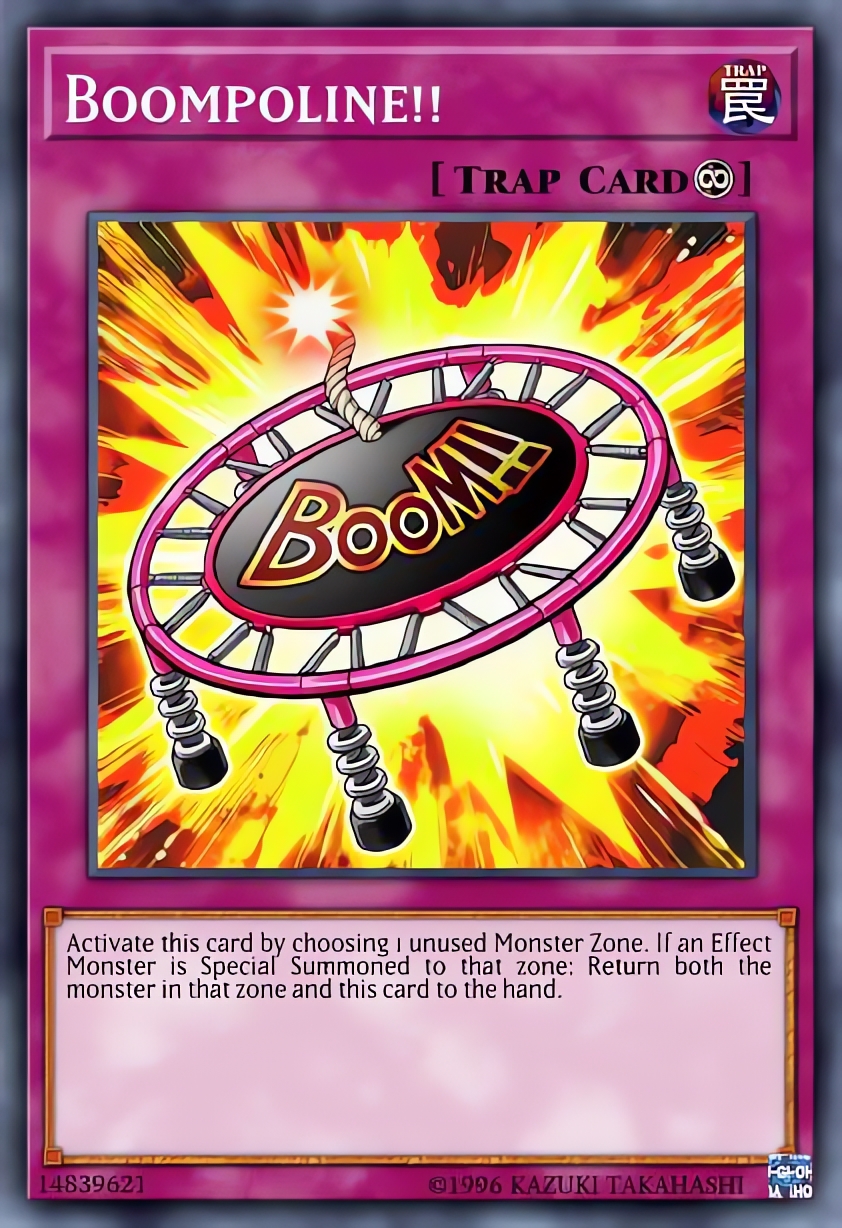 BOOMPOLINE!!
TRAP
罠
[ TRAP CARD ]
BOOM!!
Activate this card by choosing 1 unused Monster Zone. If an Effect
Monster is Special Summoned to that zone: Return both the
monster in that zone and this card to the hand.
14839621
©1996 KAZUKI TAKAHASHI